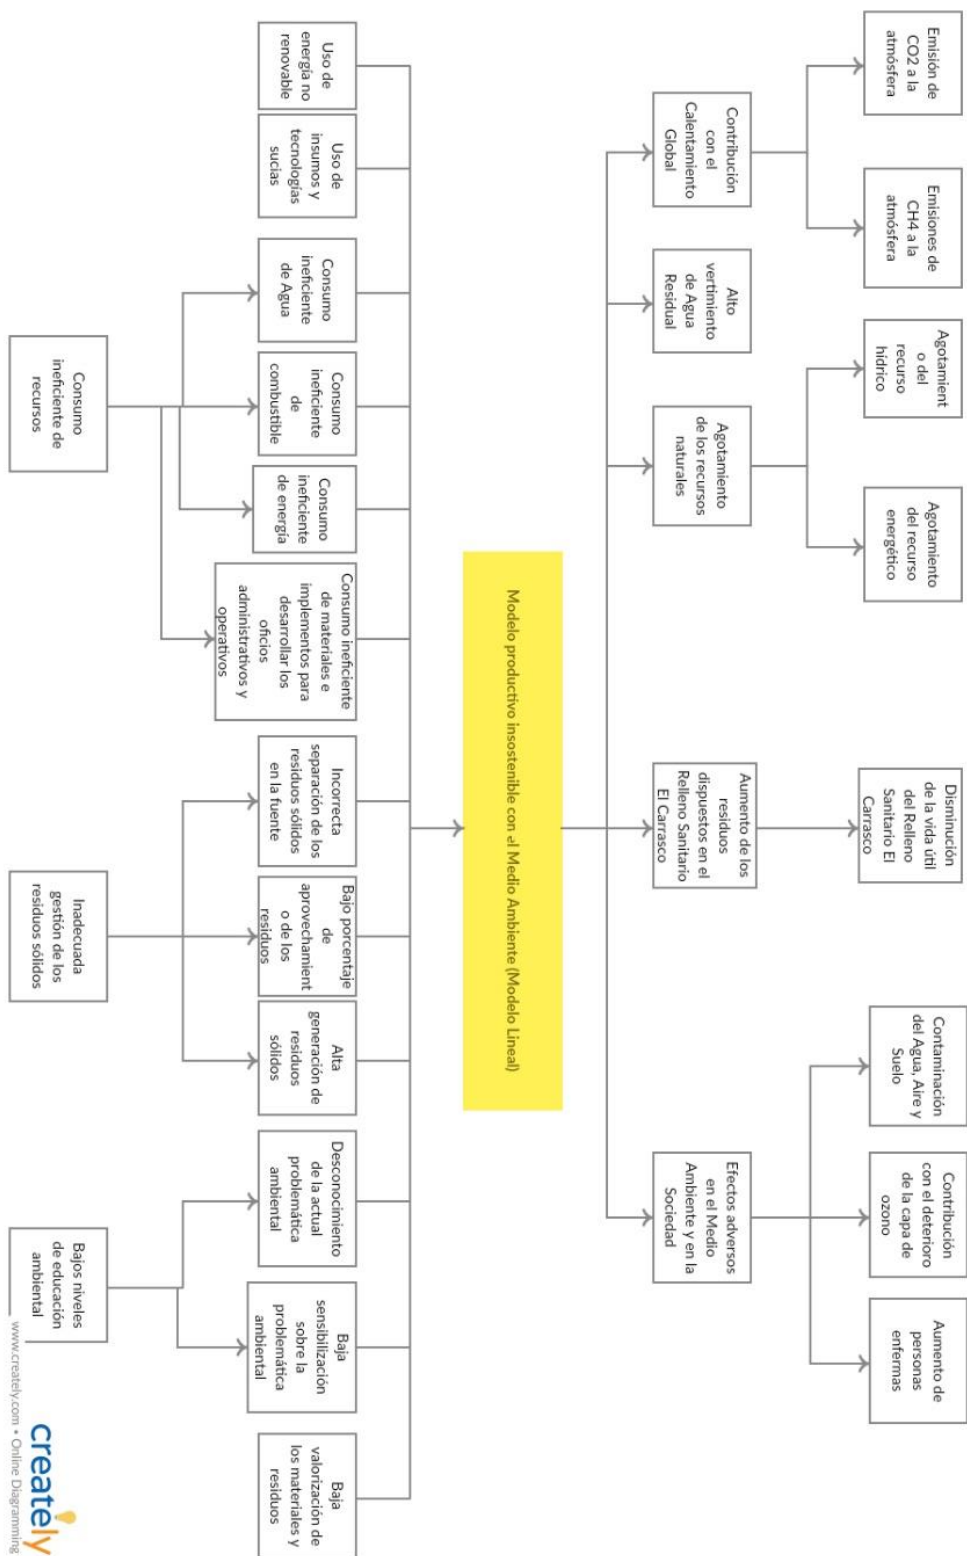 Emisión de
CO2 a la
atmósfera
Emisiones de
CH4 a la
atmósfera
Agotamient
o del
recurso
hídrico
Agotamiento
del recurso
energético
Disminución
de la vida útil
del Relleno
Sanitario El
Carrasco
Contaminación
del Agua, Aire y
Suelo
Contribución
con el deterioro
de la capa de
ozono
Aumento de
personas
enfermas
Contribución
con el
Calentamiento
Global
Alto
vertimiento
de Agua
Residual
Agotamiento
de los recursos
naturales
Aumento de los
residuos
dispuestos en el
Relleno Sanitario
El Carrasco
Efectos adversos
en el Medio
Ambiente y en la
Sociedad
Modelo productivo insostenible con el Medio Ambiente (Modelo Lineal)
Uso de
energía no
renovable
Uso de
insumos y
tecnologías
sucias
Consumo
ineficiente
de Agua
Consumo
ineficiente
de
combustible
Consumo
ineficiente
de energía
Consumo ineficiente
de materiales e
implementos para
desarrollar los
oficios
administrativos y
operativos
Incorrecta
separación de los
residuos sólidos
en la fuente
Bajo porcentaje
de
aprovechamient
o de los
residuos
Alta
generación de
residuos
sólidos
Desconocimiento
de la actual
problemática
ambiental
Baja
sensibilización
sobre la
problemática
ambiental
Baja
valorización de
los materiales y
residuos
Consumo
ineficiente de
recursos
Inadecuada
gestión de los
residuos sólidos
Bajos niveles
de educación
ambiental
creately
www.creately.com • Online Diagramming